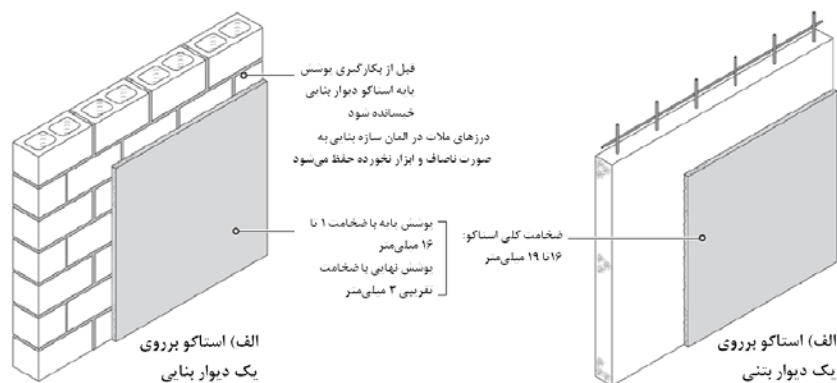 قبل از بکارگیری پوشش
پایه استاکو دیوار بنایی
خیسانده شود
درزهای ملات در المان سازه بنایی به
صورت ناصاف و ابزار نخورده حفظ می‌شود
پوشش پایه با ضخامت ۱ تا
۱۶ میلی‌متر
پوشش نهایی با ضخامت
تقریبی ۳ میلی‌متر
الف) استاکو برروی
یک دیوار بنایی
ضخامت کلی استاکو:
۱۶ تا ۱۹ میلی‌متر
الف) استاکو برروی
یک دیوار بتنی